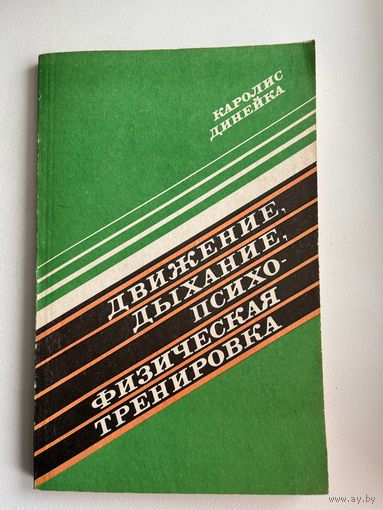 КАРОЛИС
ДИНЕЙКА
ДВИЖЕНИЕ,
ДЫХАНИЕ,
ПСИХО-
ФИЗИЧЕСКАЯ
ТРЕНИРОВКА
www.ay.by